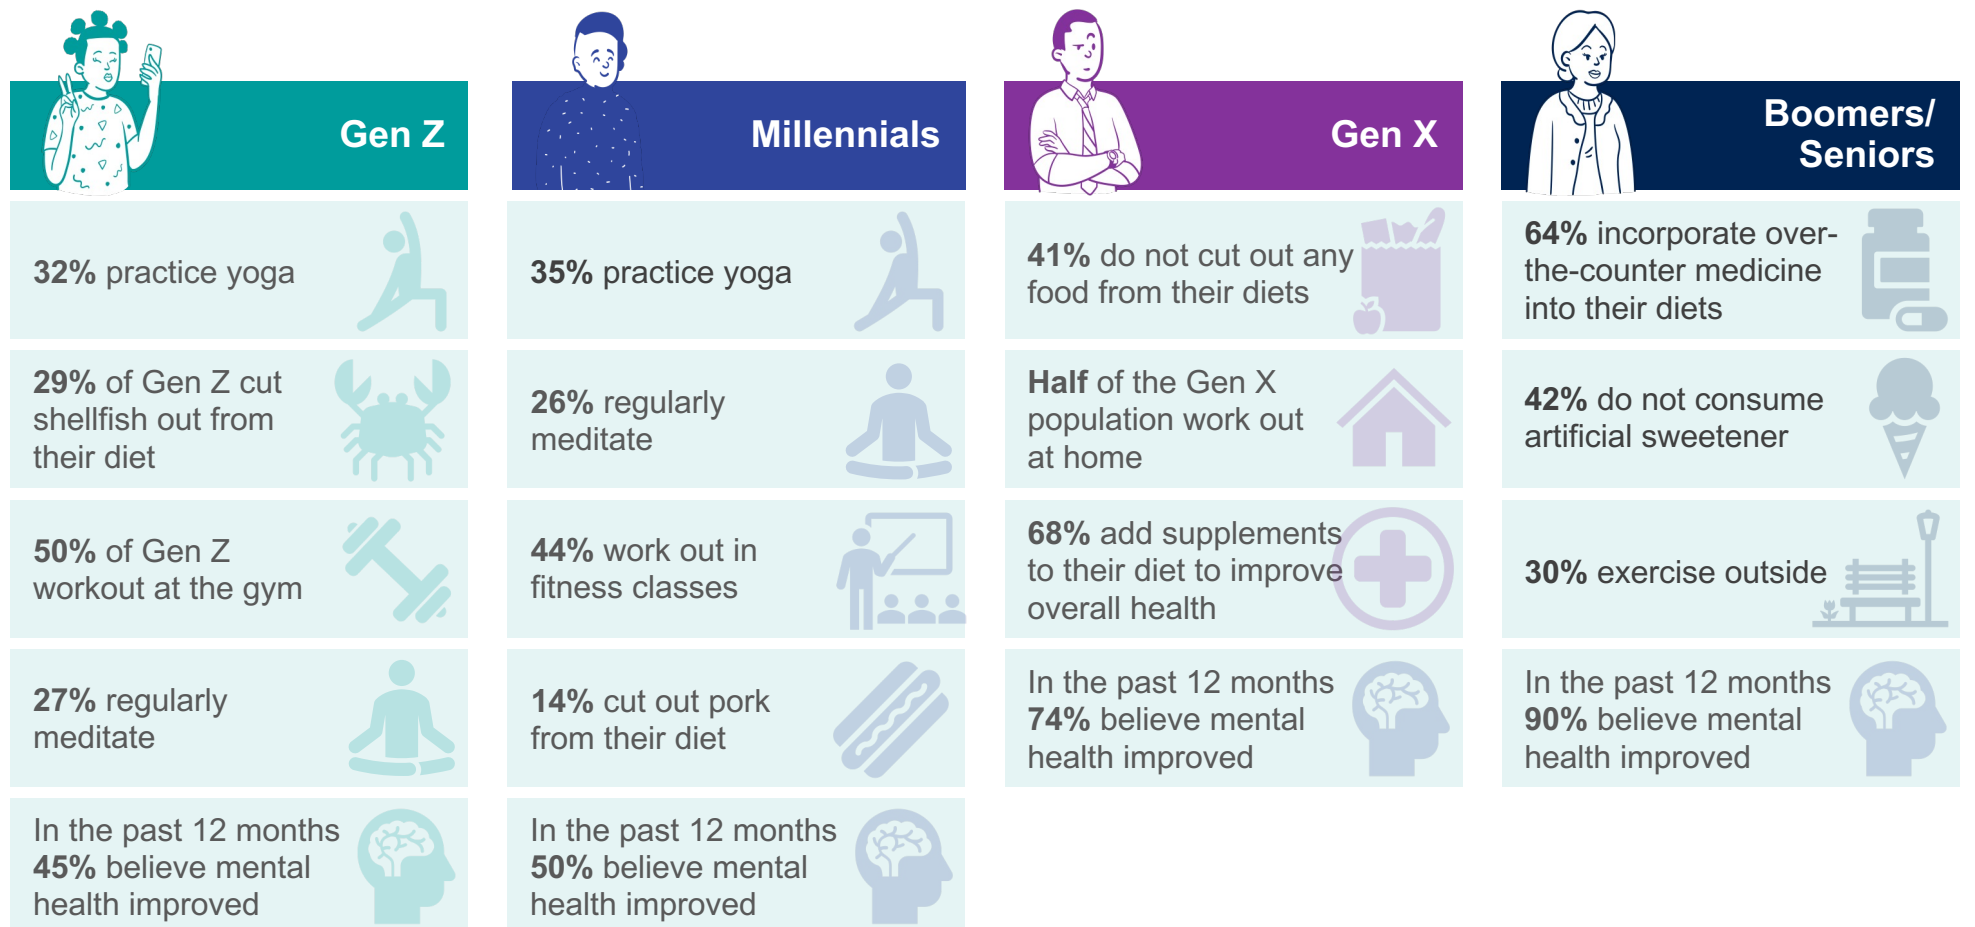 Gen Z
32% practice yoga
29% of Gen Z cut
shellfish out from
their diet
50% of Gen Z
workout at the gym
27% regularly
meditate
In the past 12 months
45% believe mental
health improved
Millennials
35% practice yoga
26% regularly
meditate
44% work out in
fitness classes
14% cut out pork
from their diet
In the past 12 months
50% believe mental
health improved
Gen X
41% do not cut out any
food from their diets
Half of the Gen X
population work out
at home
68% add supplements
to their diet to improve
overall health
In the past 12 months
74% believe mental
health improved
Boomers/
Seniors
64% incorporate over-
the-counter medicine
into their diets
42% do not consume
artificial sweetener
30% exercise outside
In the past 12 months
90% believe mental
health improved